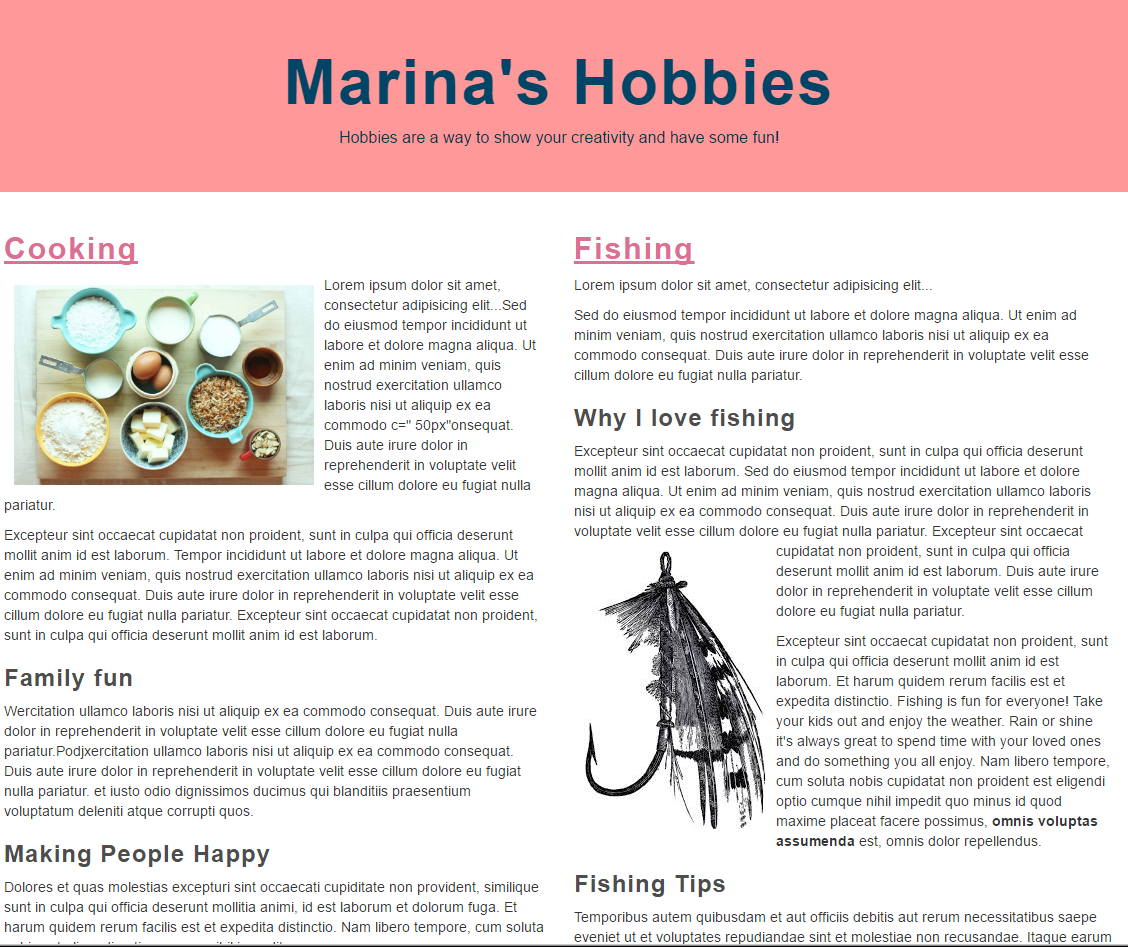 Marina's Hobbies
Hobbies are a way to show your creativity and have some fun!
Cooking
Lorem ipsum dolor sit amet,
consectetur adipisicing elit...Sed
do eiusmod tempor incididunt ut
labore et dolore magna aliqua. Ut
enim ad minim veniam, quis
nostrud exercitation ullamco
laboris nisi ut aliquip ex ea
commodo c=" 50px"onsequat.
Duis aute irure dolor in
reprehenderit in voluptate velit
esse cillum dolore eu fugiat nulla
pariatur.
Excepteur sint occaecat cupidatat non proident, sunt in culpa qui officia deserunt
mollit anim id est laborum. Tempor incididunt ut labore et dolore magna aliqua. Ut
enim ad minim veniam, quis nostrud exercitation ullamco laboris nisi ut aliquip ex ea
commodo consequat. Duis aute irure dolor in reprehenderit in voluptate velit esse
cillum dolore eu fugiat nulla pariatur. Excepteur sint occaecat cupidatat non proident,
sunt in culpa qui officia deserunt mollit anim id est laborum.
Family fun
Wercitation ullamco laboris nisi ut aliquip ex ea commodo consequat. Duis aute irure
dolor in reprehenderit in voluptate velit esse cillum dolore eu fugiat nulla
pariatur.Podjxercitation ullamco laboris nisi ut aliquip ex ea commodo consequat.
Duis aute irure dolor in reprehenderit in voluptate velit esse cillum dolore eu fugiat
nulla pariatur. et iusto odio dignissimos ducimus qui blanditiis praesentium
voluptatum deleniti atque corrupti quos.
Making People Happy
Dolores et quas molestias excepturi sint occaecati cupiditate non provident, similique
sunt in culpa qui officia deserunt mollitia animi, id est laborum et dolorum fuga. Et
harum quidem rerum facilis est et expedita distinctio. Nam libero tempore, cum soluta
Fishing
Lorem ipsum dolor sit amet, consectetur adipisicing elit...
Sed do eiusmod tempor incididunt ut labore et dolore magna aliqua. Ut enim ad
minim veniam, quis nostrud exercitation ullamco laboris nisi ut aliquip ex ea
commodo consequat. Duis aute irure dolor in reprehenderit in voluptate velit esse
cillum dolore eu fugiat nulla pariatur.
Why I love fishing
Excepteur sint occaecat cupidatat non proident, sunt in culpa qui officia deserunt
mollit anim id est laborum. Sed do eiusmod tempor incididunt ut labore et dolore
magna aliqua. Ut enim ad minim veniam, quis nostrud exercitation ullamco laboris
nisi ut aliquip ex ea commodo consequat. Duis aute irure dolor in reprehenderit in
voluptate velit esse cillum dolore eu fugiat nulla pariatur. Excepteur sint occaecat
cupidatat non proident, sunt in culpa qui officia
deserunt mollit anim id est laborum. Duis aute irure
dolor in reprehenderit in voluptate velit esse cillum
dolore eu fugiat nulla pariatur.
Excepteur sint occaecat cupidatat non proident, sunt
in culpa qui officia deserunt mollit anim id est
laborum. Et harum quidem rerum facilis est et
expedita distinctio. Fishing is fun for everyone! Take
your kids out and enjoy the weather. Rain or shine
it's always great to spend time with your loved ones
and do something you all enjoy. Nam libero tempore,
cum soluta nobis cupidatat non proident est eligendi
optio cumque nihil impedit quo minus id quod
maxime placeat facere possimus, omnis voluptas
assumenda est, omnis dolor repellendus.
Fishing Tips
Temporibus autem quibusdam et aut officiis debitis aut rerum necessitatibus saepe
eveniet ut et voluptates repudiandae sint et molestiae non recusandae. Itaque earum